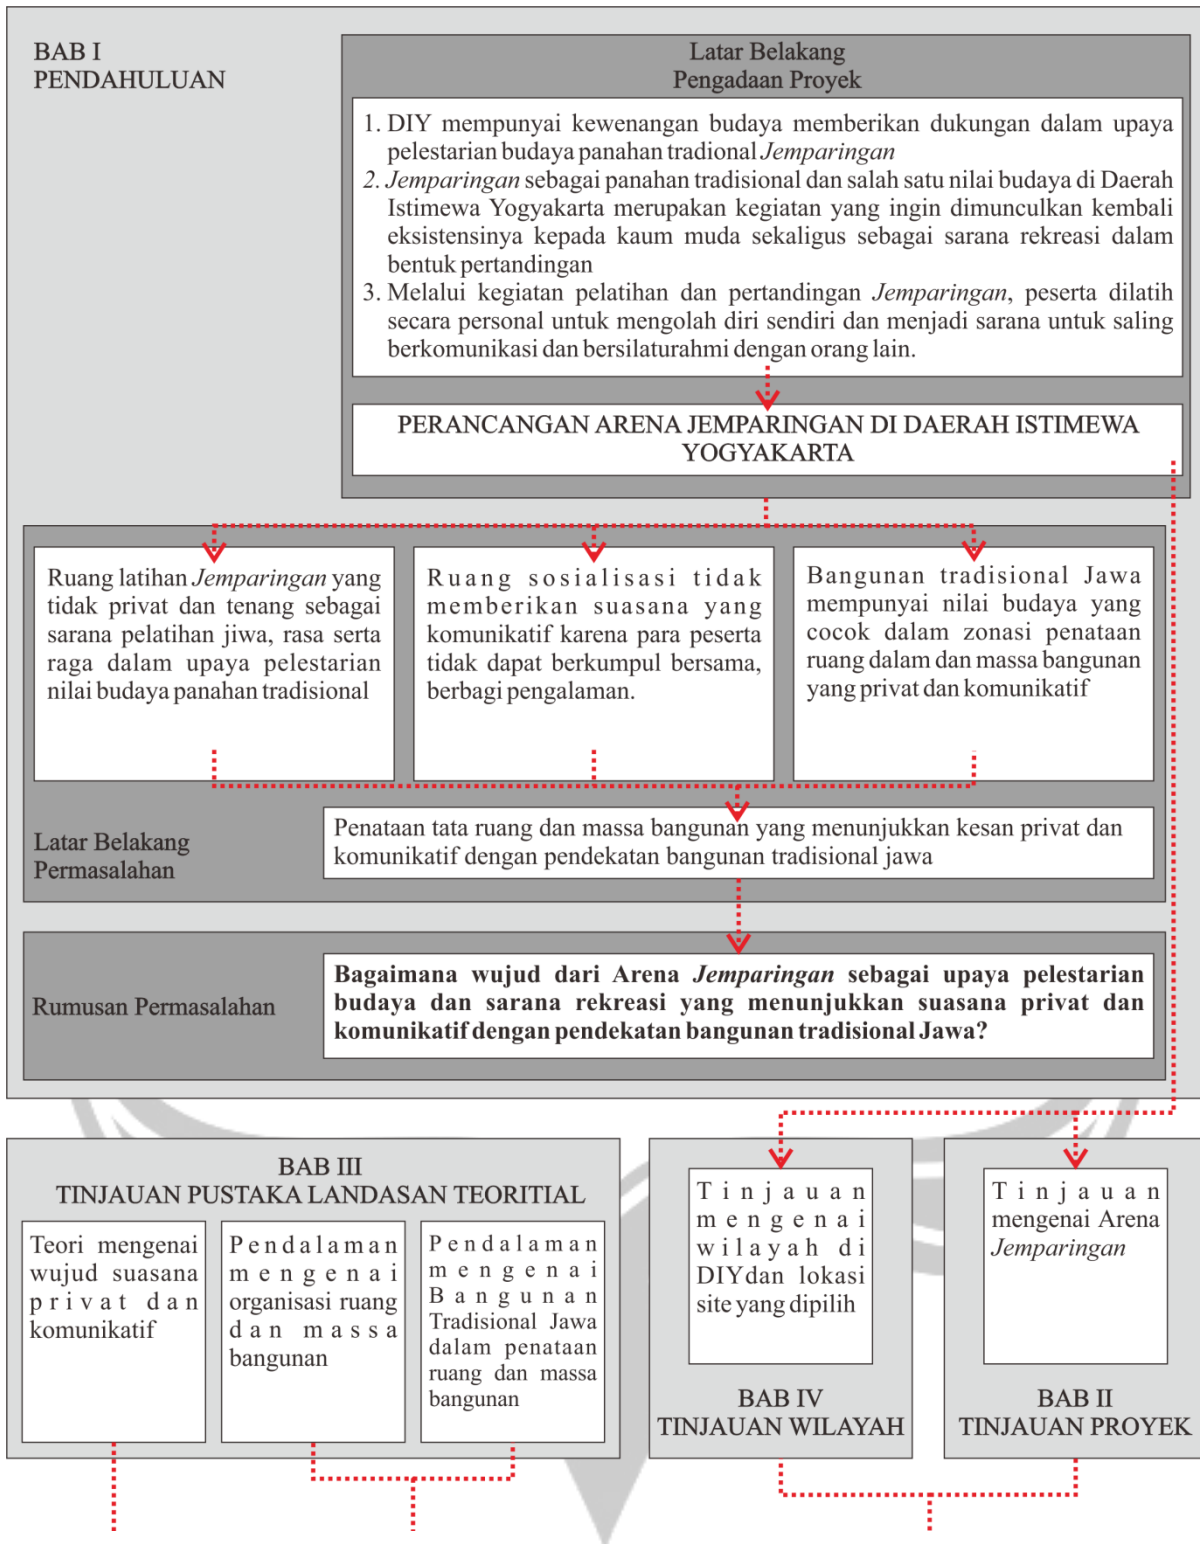 BAB I
PENDAHULUAN
Latar Belakang
Pengadaan Proyek
1. DIY mempunyai kewenangan budaya memberikan dukungan dalam upaya
pelestarian budaya panahan tradional Jemparingan
2. Jemparingan sebagai panahan tradisional dan salah satu nilai budaya di Daerah
Istimewa Yogyakarta merupakan kegiatan yang ingin dimunculkan kembali
eksistensinya kepada kaum muda sekaligus sebagai sarana rekreasi dalam
bentuk pertandingan
3. Melalui kegiatan pelatihan dan pertandingan Jemparingan, peserta dilatih
secara personal untuk mengolah diri sendiri dan menjadi sarana untuk saling
berkomunikasi dan bersilaturahmi dengan orang lain.
PERANCANGAN ARENA JEMPARINGAN DI DAERAH ISTIMEWA
YOGYAKARTA
Ruang latihan Jemparingan yang
tidak privat dan tenang sebagai
sarana pelatihan jiwa, rasa serta
raga dalam upaya pelestarian
nilai budaya panahan tradisional
Ruang sosialisasi tidak
memberikan suasana yang
komunikatif karena para peserta
tidak dapat berkumpul bersama,
berbagi pengalaman.
Bangunan tradisional Jawa
mempunyai nilai budaya yang
cocok dalam zonasi penataan
ruang dalam dan massa bangunan
yang privat dan komunikatif
Latar Belakang
Permasalahan
Penataan tata ruang dan massa bangunan yang menunjukkan kesan privat dan
komunikatif dengan pendekatan bangunan tradisional jawa
Rumusan Permasalahan
Bagaimana wujud dari Arena Jemparingan sebagai upaya pelestarian
budaya dan sarana rekreasi yang menunjukkan suasana privat dan
komunikatif dengan pendekatan bangunan tradisional Jawa?
BAB III
TINJAUAN PUSTAKA LANDASAN TEORITIAL
Teori mengenai
wujud suasana
privat dan
komunikatif
Pendalaman
mengenai
organisasi ruang
dan massa
bangunan
Pendalaman
mengenai
Bangunan
Tradisional Jawa
dalam penataan
ruang dan massa
bangunan
Tinjauan
mengenai
wilayah di
DIYdan lokasi
site yang dipilih
BAB IV
TINJAUAN WILAYAH
Tinjauan
mengenai Arena
Jemparingan
BAB II
TINJAUAN PROYEK